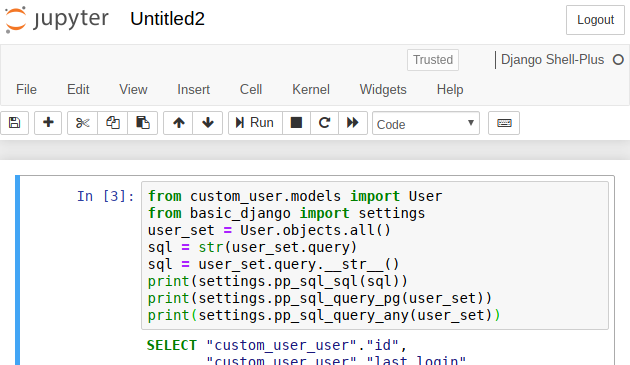 jupyter Untitled2
Logout
Trusted
Django Shell-Plus
File Edit View Insert Cell Kernel Widgets Help
Run Code
In [3]:
from custom_user.models import User
from basic_django import settings
user_set = User.objects.all()
sql = str(user_set.query)
sql = user_set.query.__str__()
print(settings.pp_sql_sql(sql))
print(settings.pp_sql_query_pg(user_set))
print(settings.pp_sql_query_any(user_set))
SELECT "custom_user_user"."id",
"custom_user_user"."last_login"